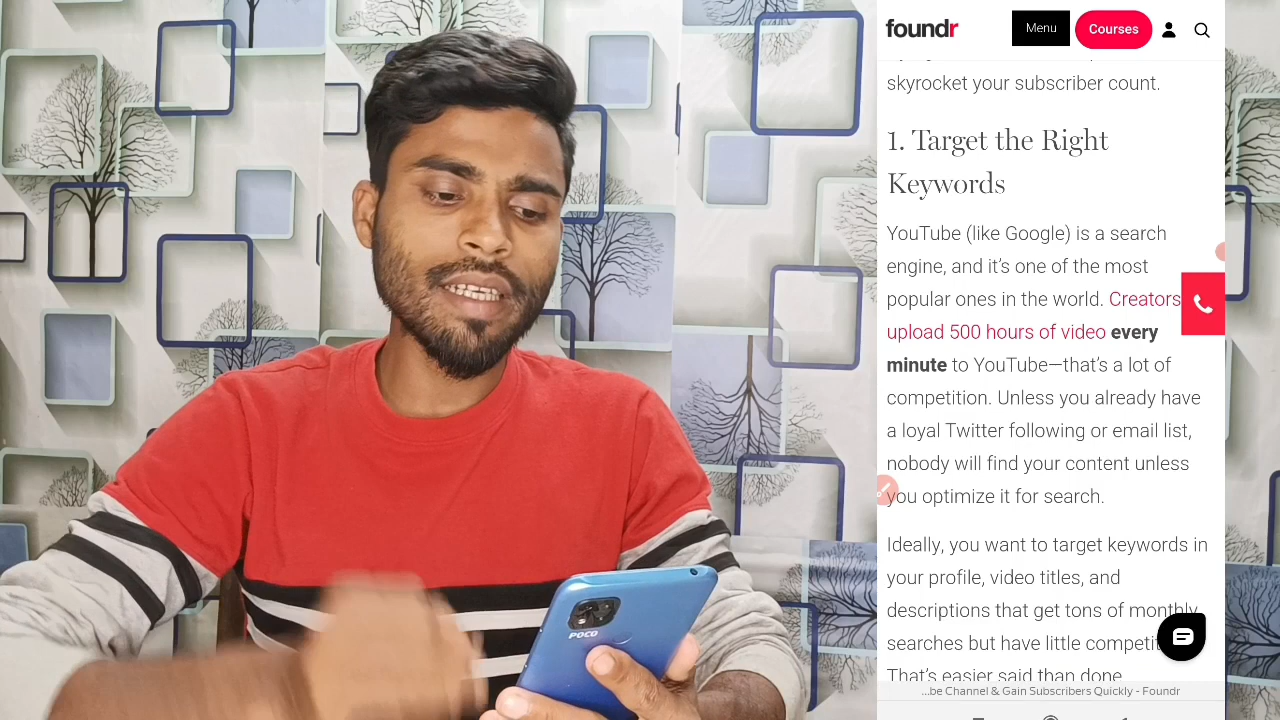 foundr
Menu
Courses
skyrocket your subscriber count.
1. Target the Right
Keywords
YouTube (like Google) is a search
engine, and it’s one of the most
popular ones in the world. Creators
upload 500 hours of video every
minute to YouTube—that’s a lot of
competition. Unless you already have
a loyal Twitter following or email list,
nobody will find your content unless
you optimize it for search.
Ideally, you want to target keywords in
your profile, video titles, and
descriptions that get tons of monthly
searches but have little
That’s easier said than done
...be Channel & Gain Subscribers Quickly - Foundr
POCO